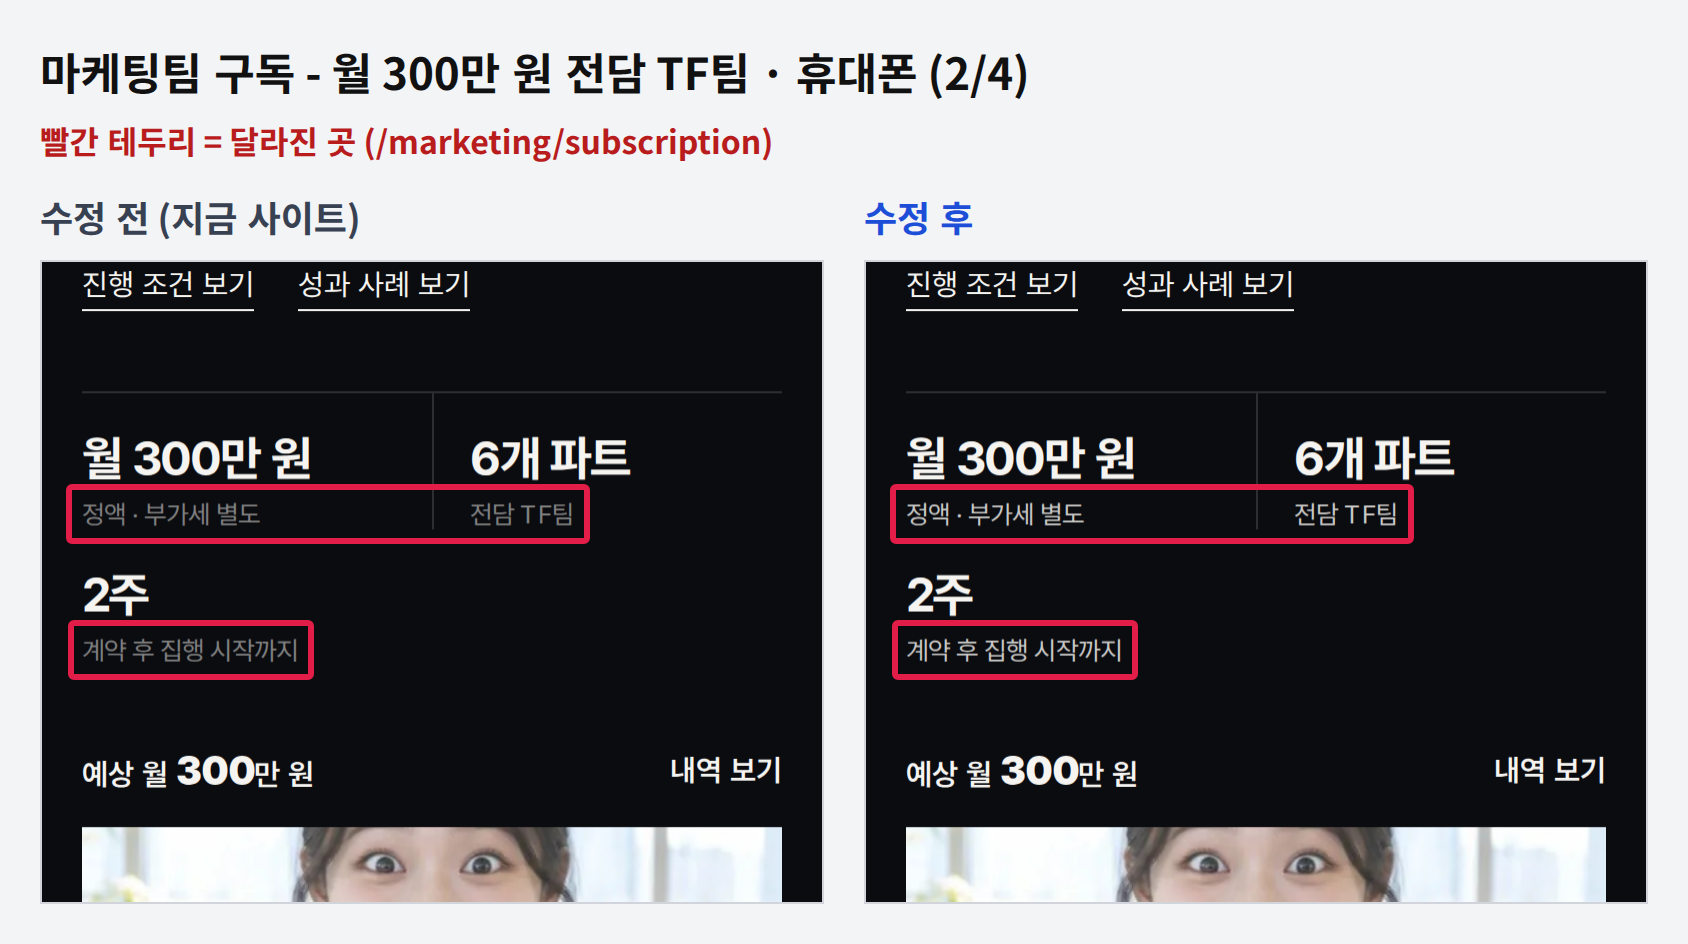 마케팅팀 구독 - 월 300만 원 전담 TF팀 · 휴대폰 (2/4)
빨간 테두리 = 달라진 곳 (/marketing/subscription)
수정 전 (지금 사이트)
진행 조건 보기 성과 사례 보기
월 300만 원 6개 파트
정액 · 부가세 별도 전담 TF팀
2주
계약 후 집행 시작까지
예상 월 300만 원 내역 보기
수정 후
진행 조건 보기 성과 사례 보기
월 300만 원 6개 파트
정액 · 부가세 별도 전담 TF팀
2주
계약 후 집행 시작까지
예상 월 300만 원 내역 보기